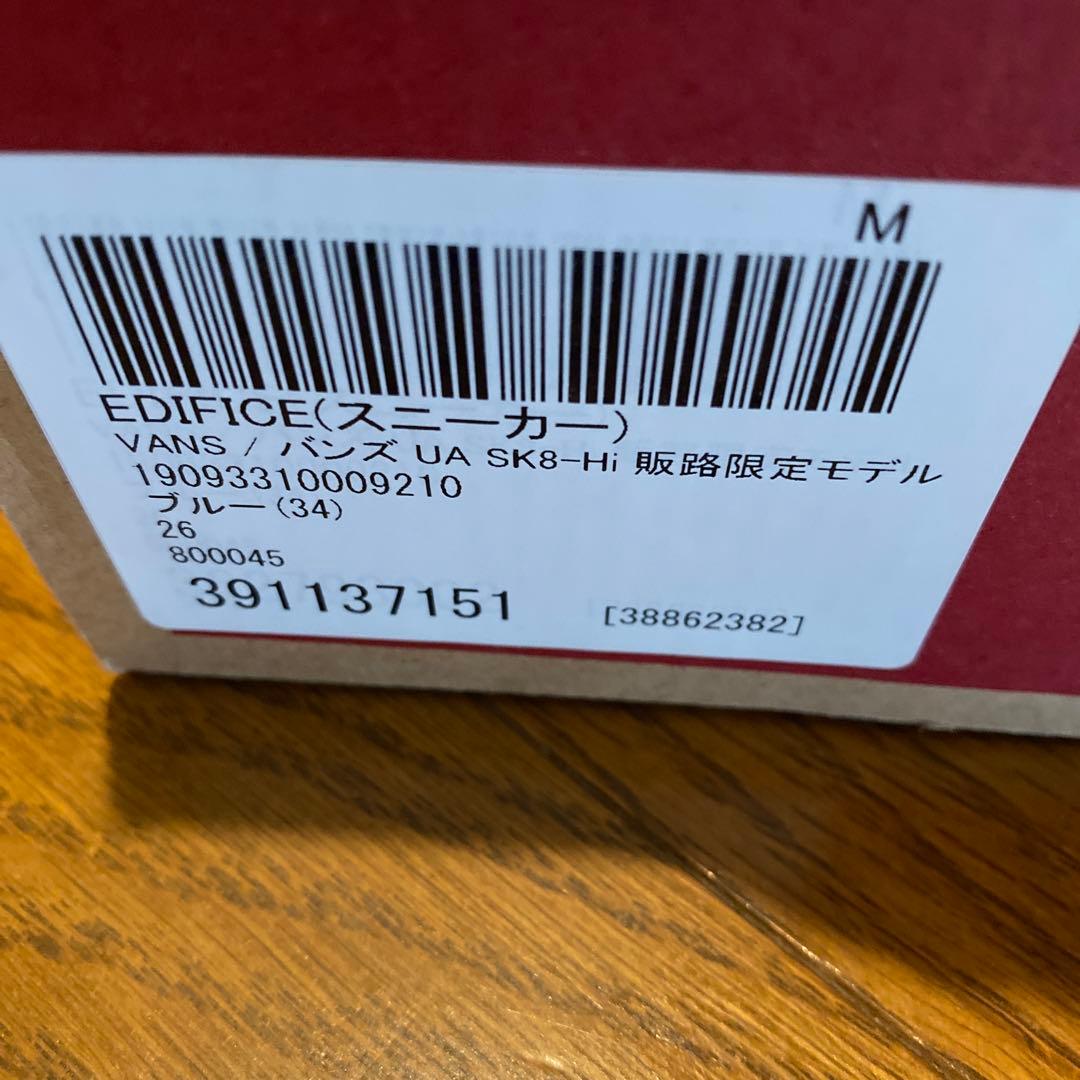 M
EDIFICE(スニーカー)
VANS / バンズ UA SK8-Hi 販路限定モデル
19093310009210
ブルー(34)
26
800045
391137151 [38862382]